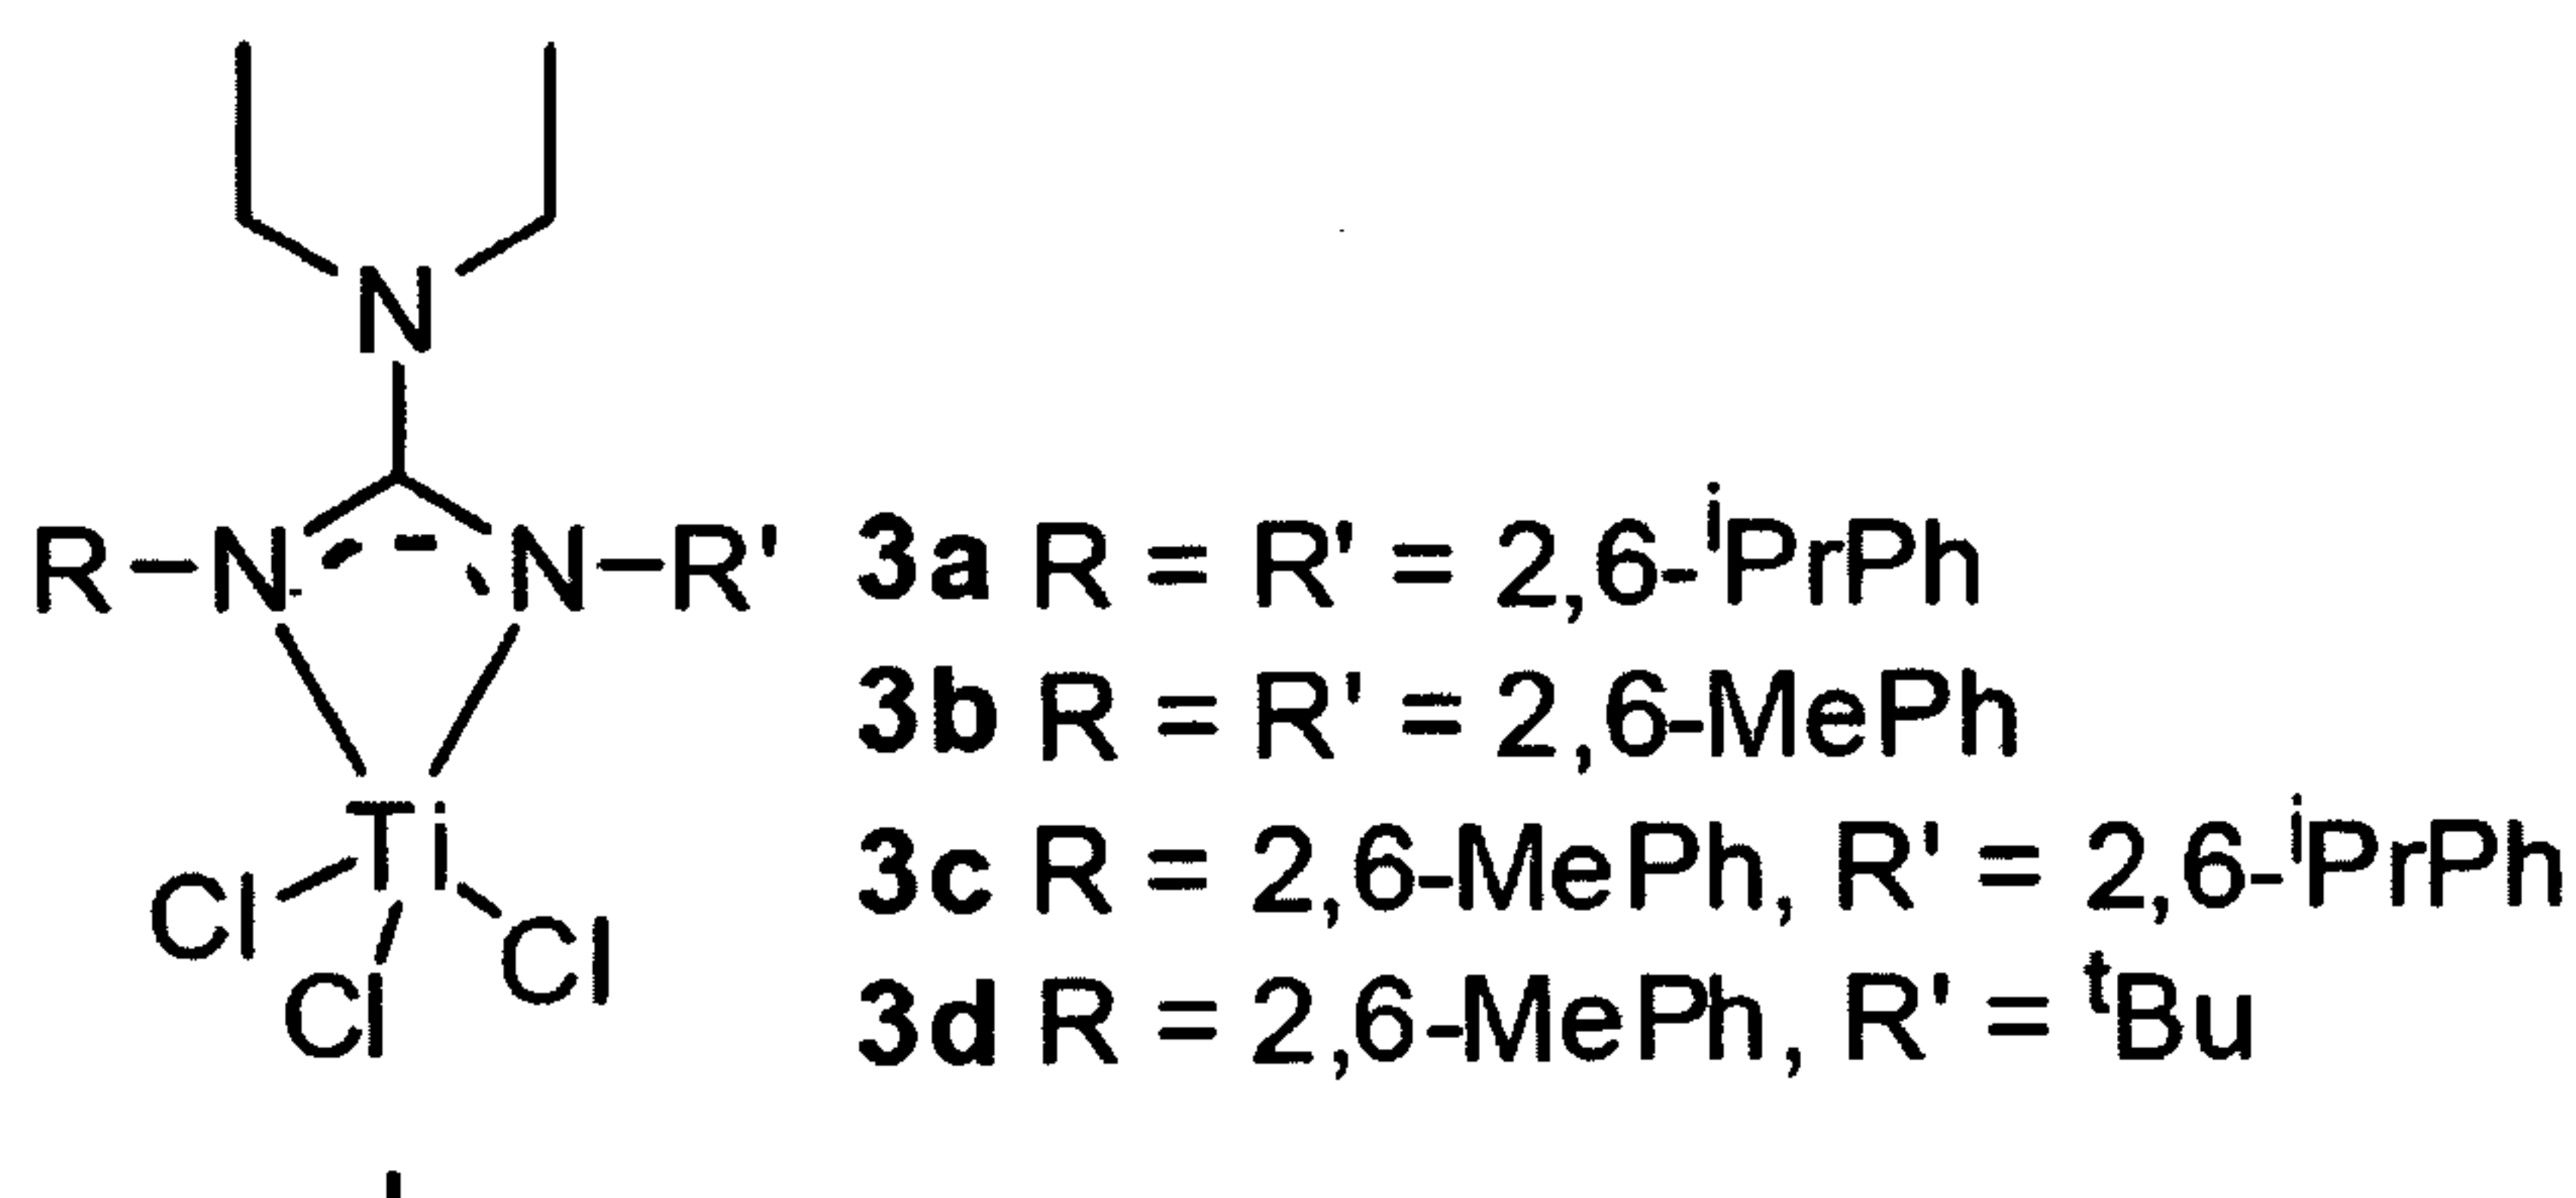 N
R-N N-R'
Ti
Cl Cl Cl
3a R = R' = 2,6-ⁱPrPh
3b R = R' = 2,6-MePh
3c R = 2,6-MePh, R' = 2,6-ⁱPrPh
3d R = 2,6-MePh, R' = ᵗBu